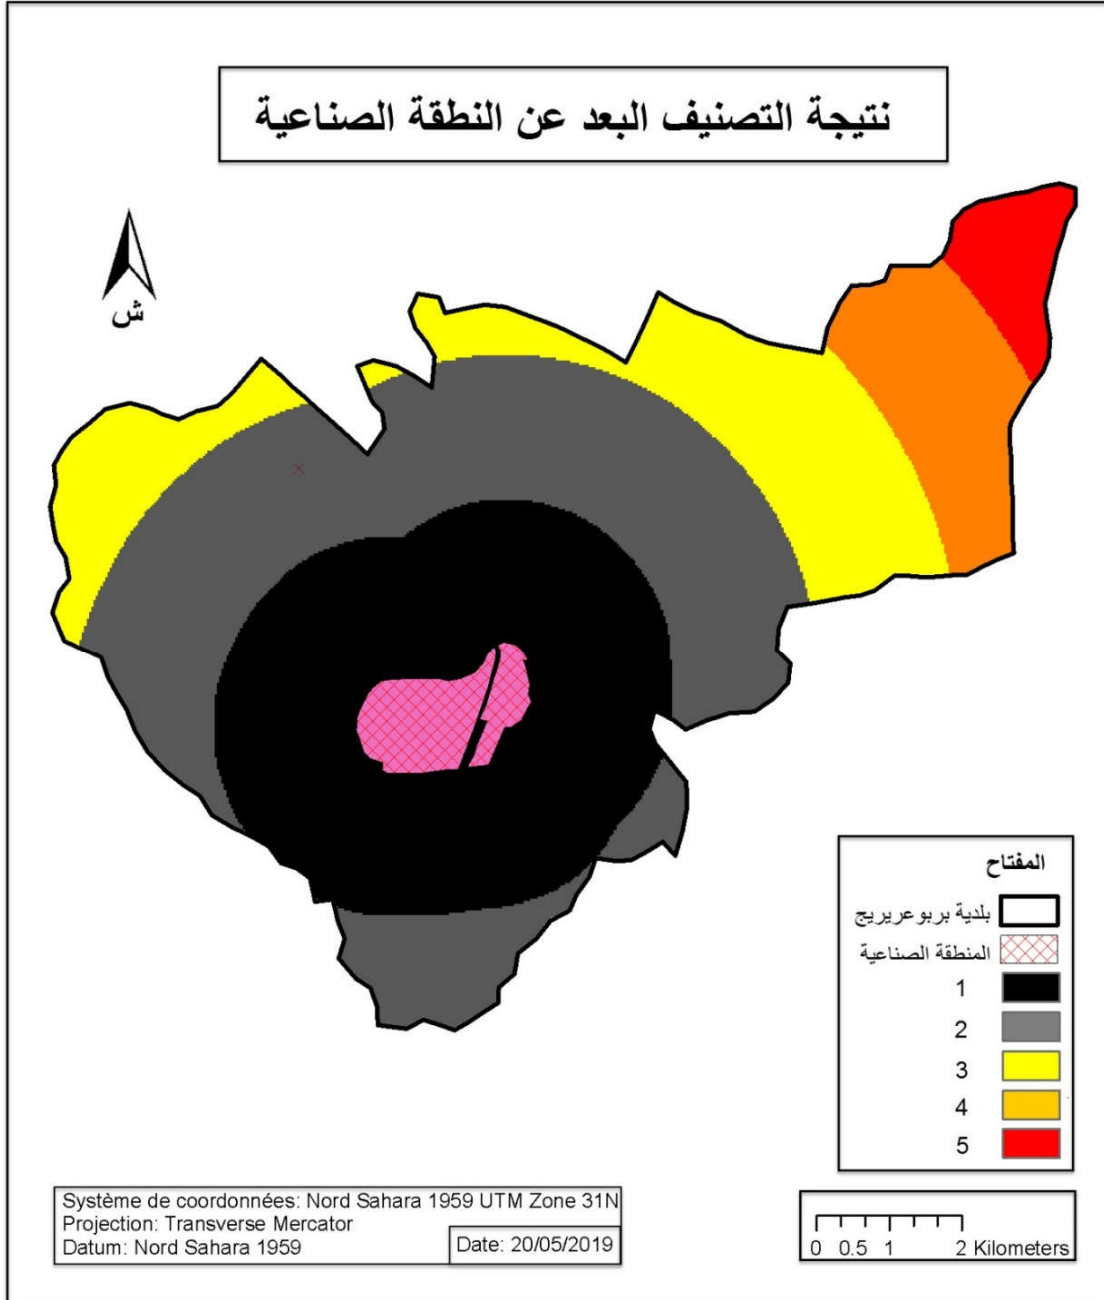 نتيجة التصنيف البعد عن النطقة الصناعية
ش
المفتاح
بلدية بربوعريريج
المنطقة الصناعية
1
2
3
4
5
Système de coordonnées: Nord Sahara 1959 UTM Zone 31N
Projection: Transverse Mercator
Datum: Nord Sahara 1959
Date: 20/05/2019
0 0.5 1 2 Kilometers